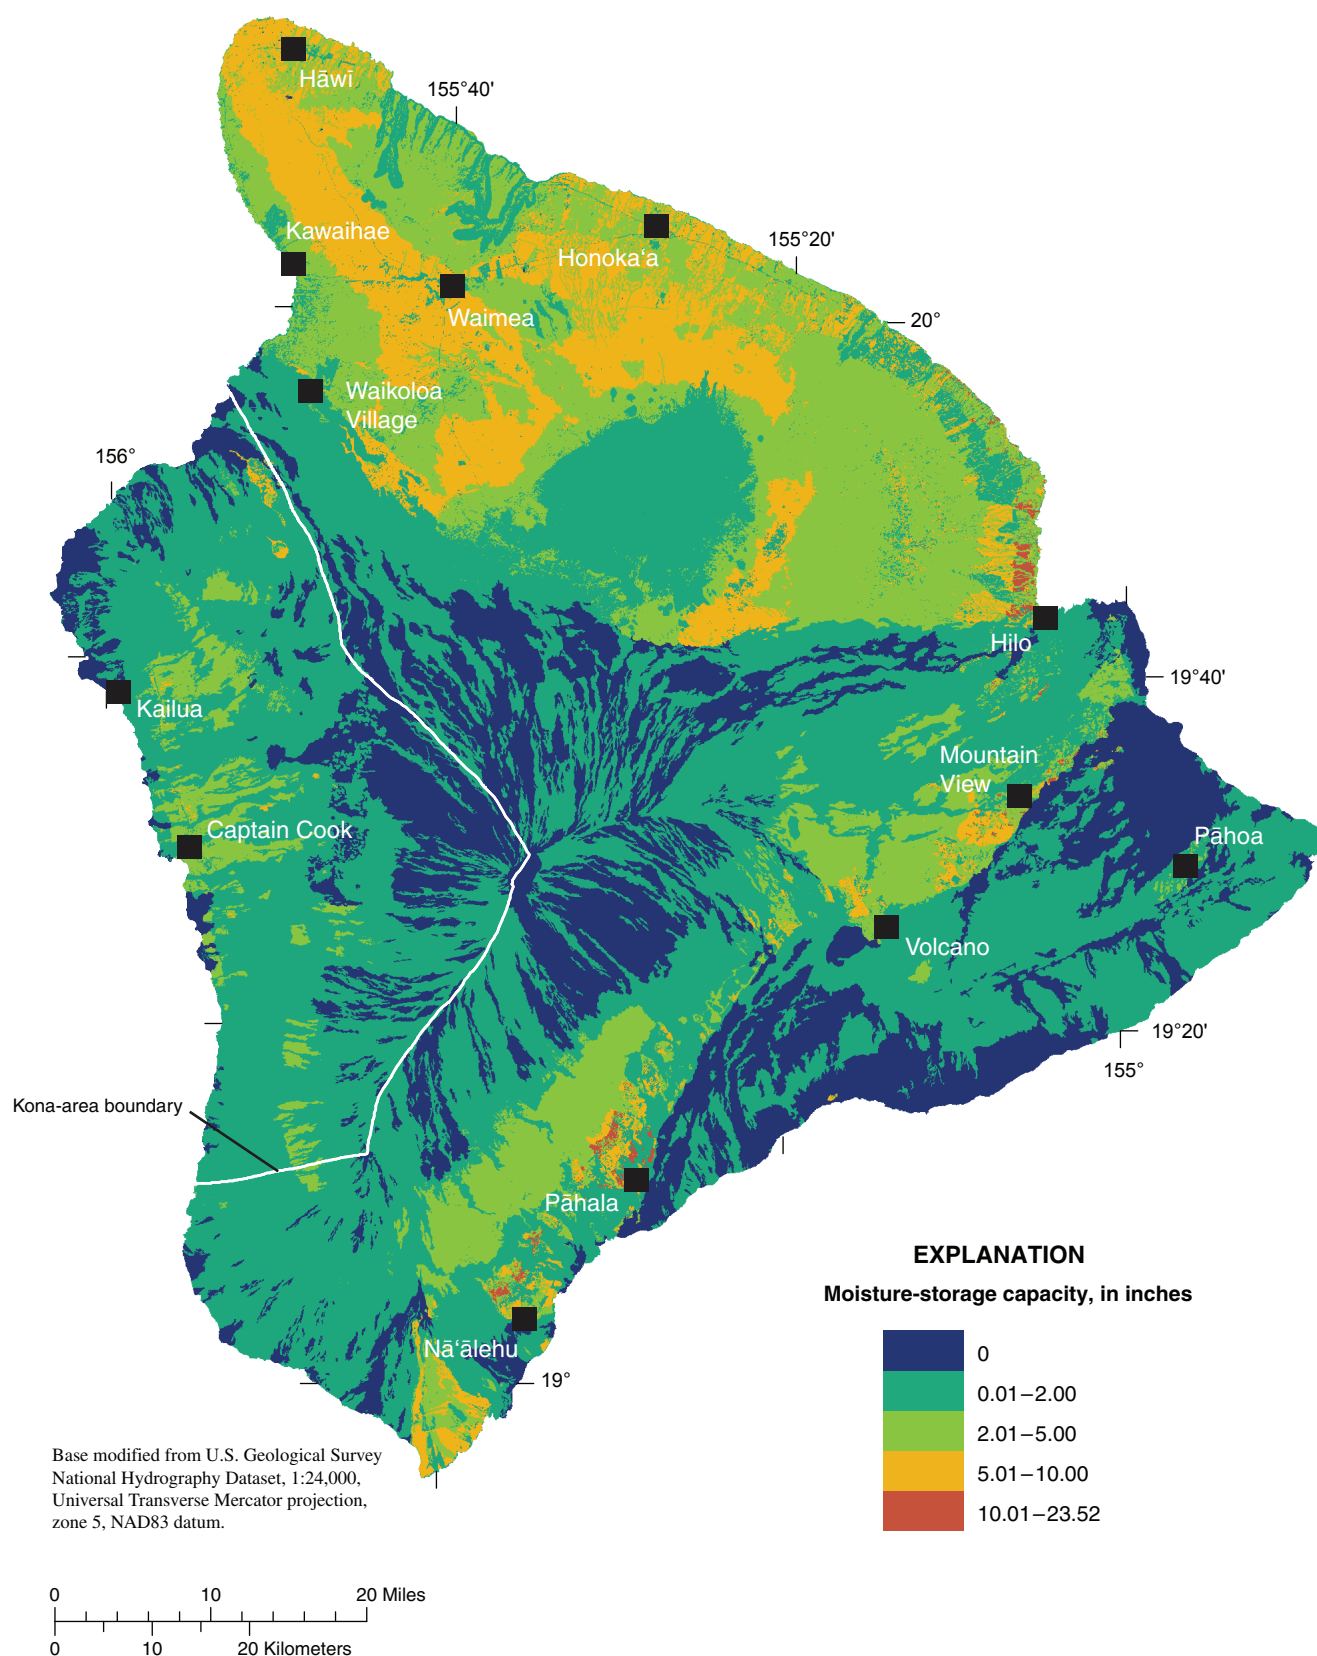 Hāwī
155°40'
Kawaihae
Honoka‘a
155°20'
Waimea
20°
Waikoloa
Village
156°
Hilo
19°40'
Kailua
Mountain
View
Captain Cook
Pāhoa
Volcano
19°20'
155°
Kona-area boundary
Pāhala
Nā‘ālehu
19°
EXPLANATION
Moisture-storage capacity, in inches
0
0.01–2.00
2.01–5.00
5.01–10.00
10.01–23.52
Base modified from U.S. Geological Survey
National Hydrography Dataset, 1:24,000,
Universal Transverse Mercator projection,
zone 5, NAD83 datum.
0 10 20 Miles
0 10 20 Kilometers